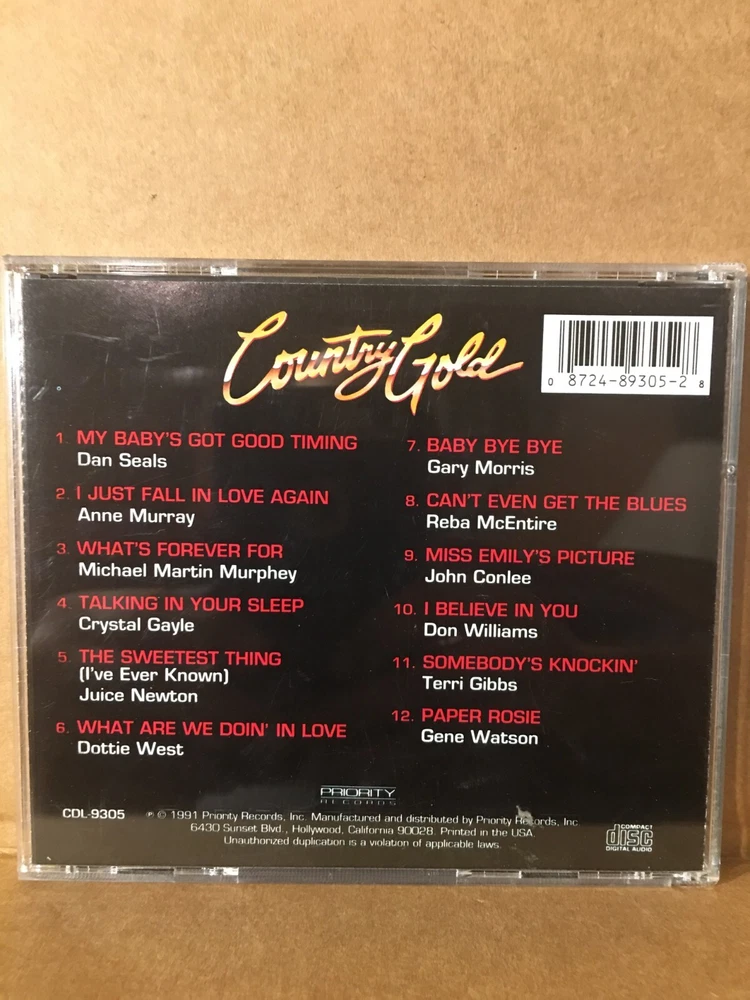 Country Gold
0 8724-89305-2 8
1. MY BABY'S GOT GOOD TIMING
Dan Seals
2. I JUST FALL IN LOVE AGAIN
Anne Murray
3. WHAT'S FOREVER FOR
Michael Martin Murphey
4. TALKING IN YOUR SLEEP
Crystal Gayle
5. THE SWEETEST THING
(I've Ever Known)
Juice Newton
6. WHAT ARE WE DOIN' IN LOVE
Dottie West
7. BABY BYE BYE
Gary Morris
8. CAN'T EVEN GET THE BLUES
Reba McEntire
9. MISS EMILY'S PICTURE
John Conlee
10. I BELIEVE IN YOU
Don Williams
11. SOMEBODY'S KNOCKIN'
Terri Gibbs
12. PAPER ROSIE
Gene Watson
PRIORITY
RECORDS
CDL-9305
℗ © 1991 Priority Records, Inc. Manufactured and distributed by Priority Records, Inc
6430 Sunset Blvd., Hollywood, California 90028. Printed in the USA.
Unauthorized duplication is a violation of applicable laws.
COMPACT
disc
DIGITAL AUDIO